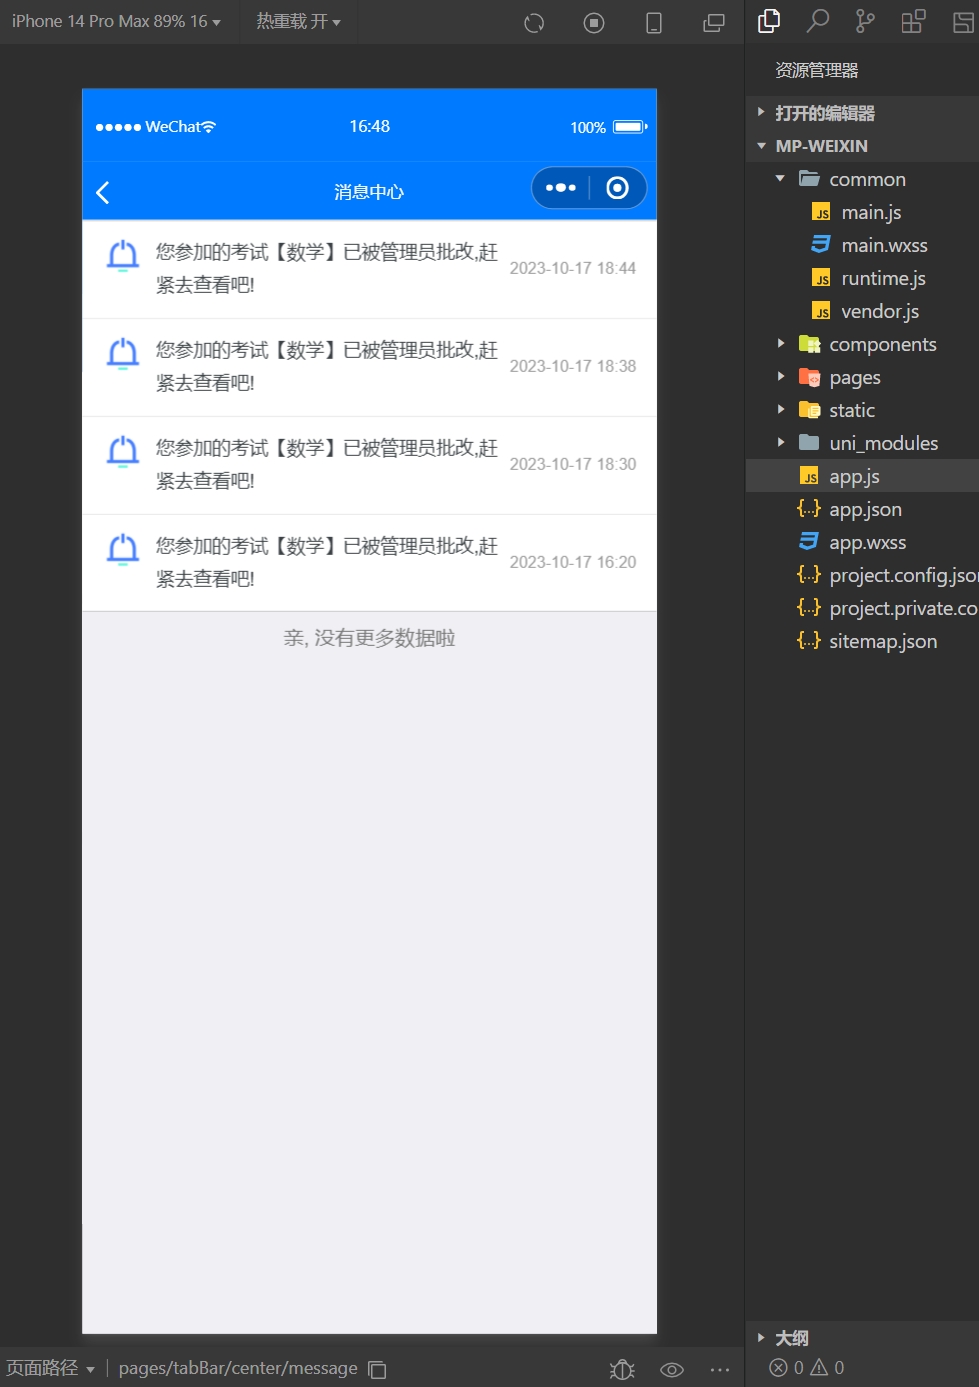 iPhone 14 Pro Max 89% 16
热重载 开
WeChat
16:48
100%
消息中心
您参加的考试【数学】已被管理员批改,赶
紧去查看吧!
2023-10-17 18:44
您参加的考试【数学】已被管理员批改,赶
紧去查看吧!
2023-10-17 18:38
您参加的考试【数学】已被管理员批改,赶
紧去查看吧!
2023-10-17 18:30
您参加的考试【数学】已被管理员批改,赶
紧去查看吧!
2023-10-17 16:20
亲, 没有更多数据啦
页面路径
pages/tabBar/center/message
资源管理器
打开的编辑器
MP-WEIXIN
common
JS main.js
main.wxss
JS runtime.js
JS vendor.js
components
pages
static
uni_modules
JS app.js
{..} app.json
app.wxss
{..} project.config.json
{..} project.private.co
{..} sitemap.json
大纲
0 0